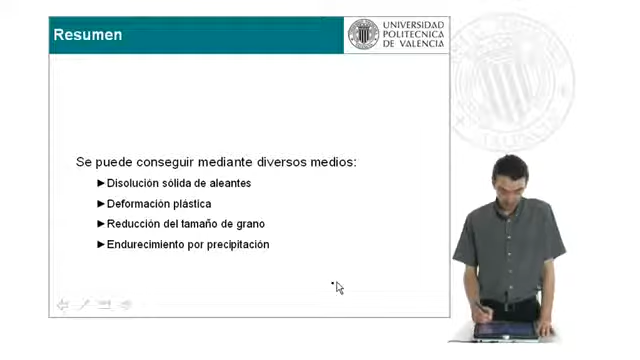 Resumen
UNIVERSIDAD
POLITECNICA
DE VALENCIA
Se puede conseguir mediante diversos medios:
►Disolución sólida de aleantes
►Deformación plástica
►Reducción del tamaño de grano
►Endurecimiento por precipitación